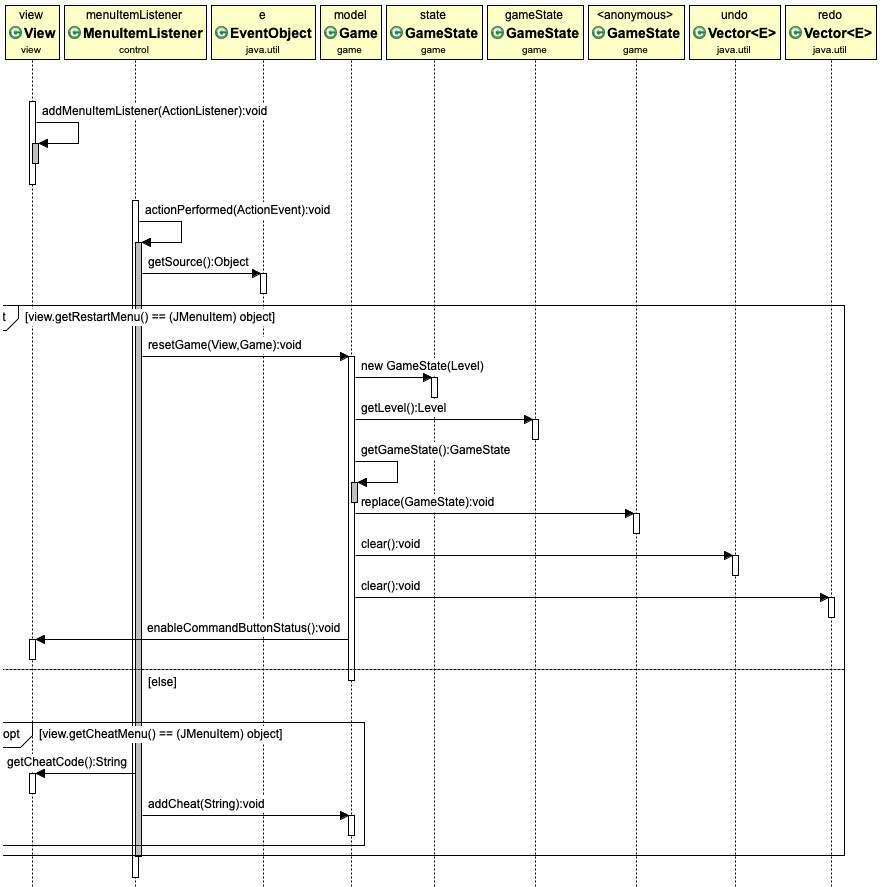 view
menuItemListener
e
model
state
gameState
<anonymous>
undo
redo
C View
C MenuItemListener
C EventObject
C Game
C GameState
C GameState
C GameState
C Vector<E>
C Vector<E>
view
control
java.util
game
game
game
game
java.util
java.util
addMenuItemListener(ActionListener):void
actionPerformed(ActionEvent):void
getSource():Object
t
[view.getRestartMenu() == (JMenuItem) object]
resetGame(View,Game):void
new GameState(Level)
getLevel():Level
getGameState():GameState
replace(GameState):void
clear():void
clear():void
enableCommandButtonStatus():void
[else]
opt
[view.getCheatMenu() == (JMenuItem) object]
getCheatCode():String
addCheat(String):void